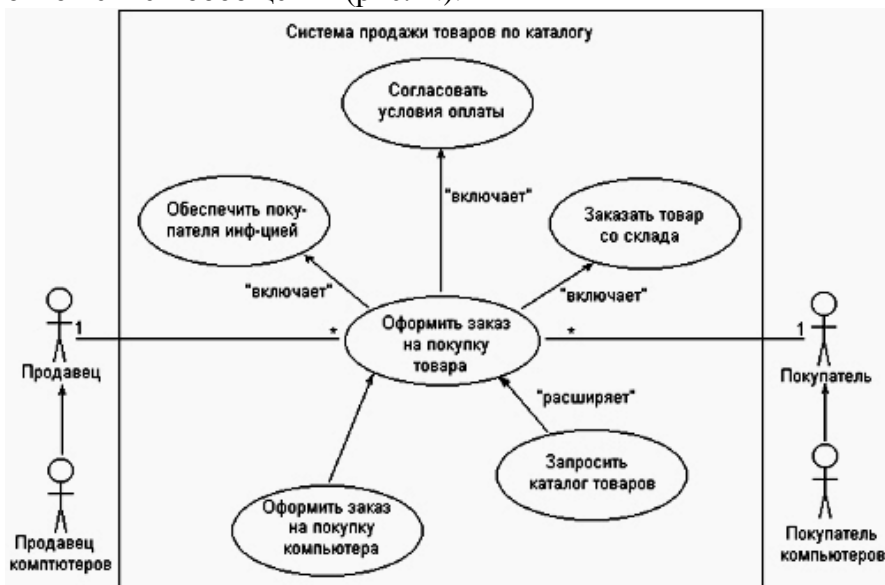 Система продажи товаров по каталогу
Согласовать
условия оплаты
"включает"
Обеспечить поку-
пателя инф-цией
Заказать товар
со склада
"включает"
"включает"
1
*
Оформить заказ
на покупку
товара
*
1
Продавец
Покупатель
"расширяет"
Запросить
каталог товаров
Оформить заказ
на покупку
компьютера
Продавец
комптютеров
Покупатель
компьютеров